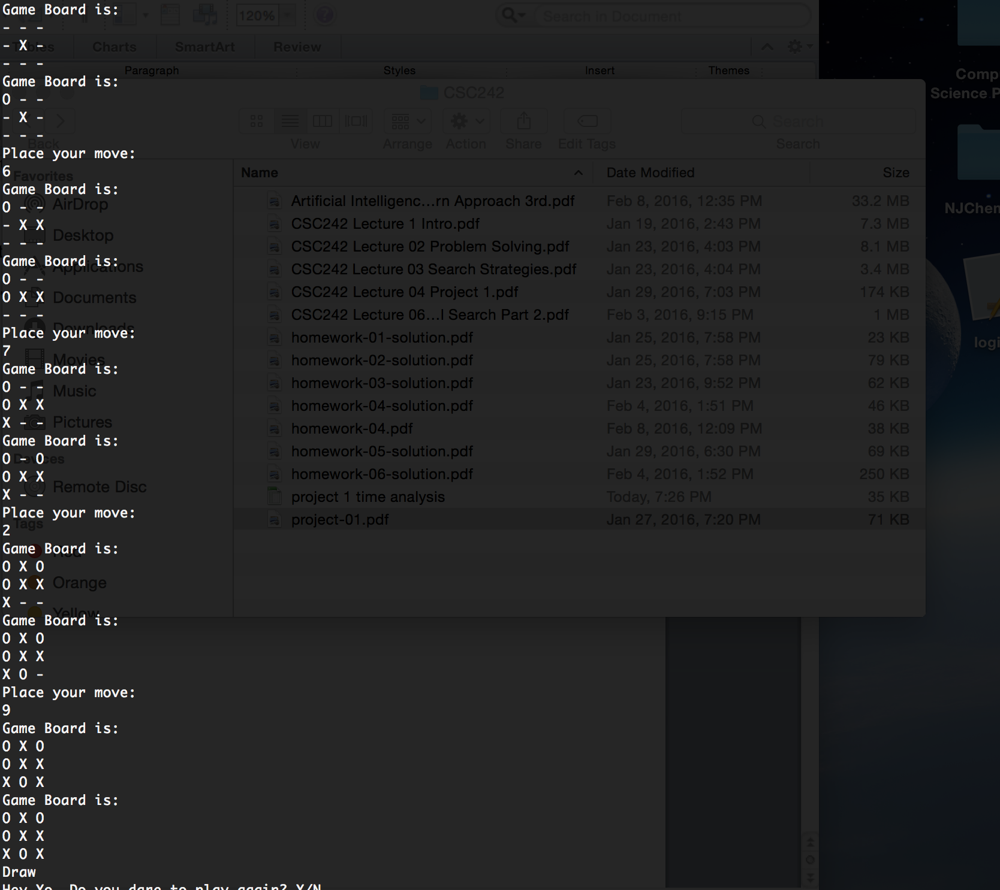 Game Board is:
- - -
- X -
- - -
Game Board is:
O - -
- X -
- - -
Place your move:
6
Game Board is:
O - -
- X X
- - -
Game Board is:
O - -
O X X
- - -
Place your move:
7
Game Board is:
O - -
O X X
X - -
Game Board is:
O - O
O X X
X - -
Place your move:
2
Game Board is:
O X O
O X X
X - -
Game Board is:
O X O
O X X
X O -
Place your move:
9
Game Board is:
O X O
O X X
X O X
Game Board is:
O X O
O X X
X O X
Draw
Hey Yo, Do you dare to play again? Y/N
120%
Search in Document
Tables Charts SmartArt Review
Paragraph Styles Insert Themes
CSC242
Back View Arrange Action Share Edit Tags Search
Search
Favorites
AirDrop
Desktop
Applications
Documents
Downloads
Movies
Music
Pictures
Devices
Remote Disc
Tags
Red
Orange
Yellow
Name Date Modified Size
Artificial Intelligenc...rn Approach 3rd.pdf Feb 8, 2016, 12:35 PM 33.2 MB
CSC242 Lecture 1 Intro.pdf Jan 19, 2016, 2:43 PM 7.3 MB
CSC242 Lecture 02 Problem Solving.pdf Jan 23, 2016, 4:03 PM 8.1 MB
CSC242 Lecture 03 Search Strategies.pdf Jan 23, 2016, 4:04 PM 3.4 MB
CSC242 Lecture 04 Project 1.pdf Jan 29, 2016, 7:03 PM 174 KB
CSC242 Lecture 06...l Search Part 2.pdf Feb 3, 2016, 9:15 PM 1 MB
homework-01-solution.pdf Jan 25, 2016, 7:58 PM 23 KB
homework-02-solution.pdf Jan 25, 2016, 7:58 PM 79 KB
homework-03-solution.pdf Jan 23, 2016, 9:52 PM 62 KB
homework-04-solution.pdf Feb 4, 2016, 1:51 PM 46 KB
homework-04.pdf Feb 8, 2016, 12:09 PM 38 KB
homework-05-solution.pdf Jan 29, 2016, 6:30 PM 69 KB
homework-06-solution.pdf Feb 4, 2016, 1:52 PM 250 KB
project 1 time analysis Today, 7:26 PM 35 KB
project-01.pdf Jan 27, 2016, 7:20 PM 71 KB
Comp
Science P
NJChem
logi